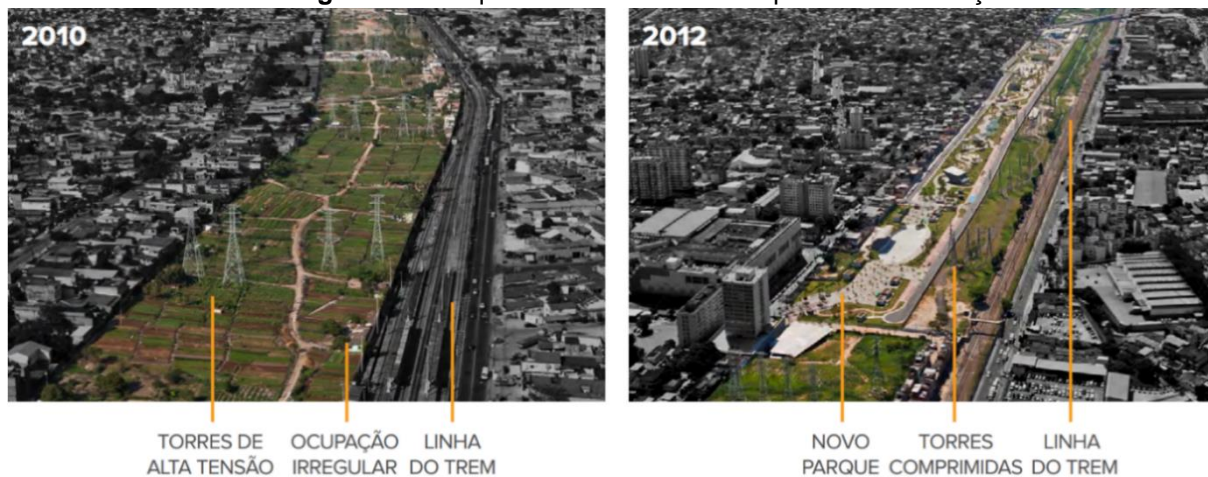 2010
2012
TORRES DE
ALTA TENSÃO
OCUPAÇÃO
IRREGULAR
LINHA
DO TREM
NOVO
PARQUE
TORRES
COMPRIMIDAS
LINHA
DO TREM